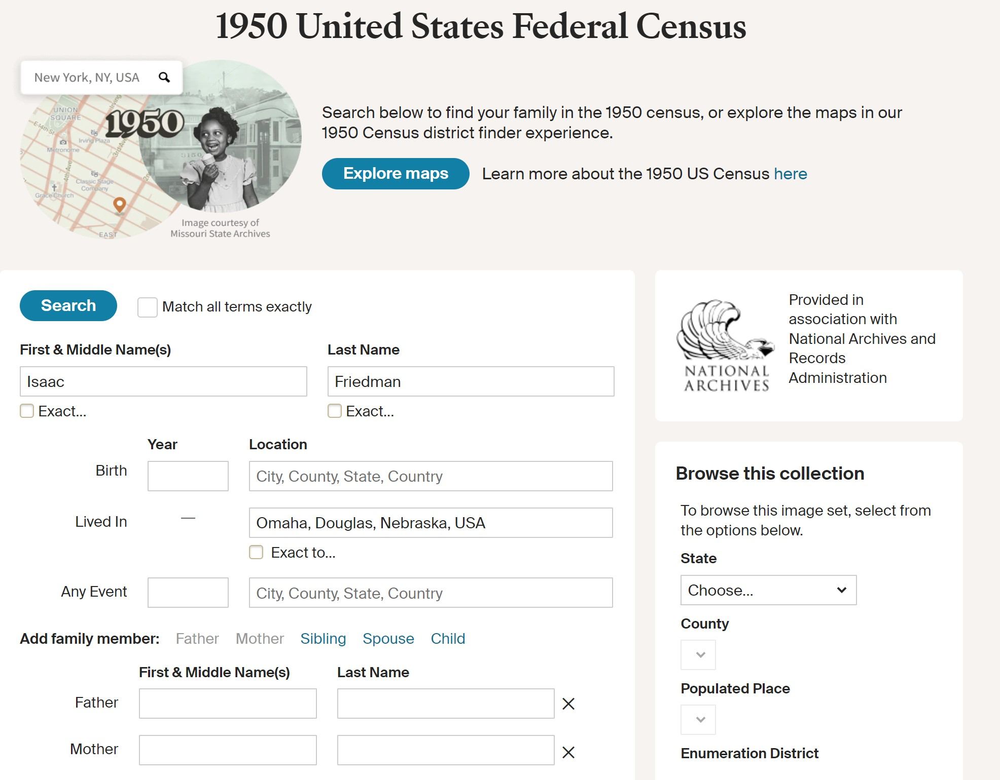 1950 United States Federal Census
New York, NY, USA
UNION
SQUARE
Irving
E 14th St
Irving Plaza
Metronome
3rd Ave
4th Ave
Classic Stage
Company
Grace Church
EAST
1950
3150
Image courtesy of
Missouri State Archives
Search below to find your family in the 1950 census, or explore the maps in our
1950 Census district finder experience.
Explore maps
Learn more about the 1950 US Census here
Search
Match all terms exactly
First & Middle Name(s)
Last Name
Isaac
Friedman
Exact...
Exact...
Year
Location
Birth
City, County, State, Country
Lived In
—
Omaha, Douglas, Nebraska, USA
Exact to...
Any Event
City, County, State, Country
Add family member: Father Mother Sibling Spouse Child
First & Middle Name(s)
Last Name
Father
Mother
NATIONAL
ARCHIVES
Provided in
association with
National Archives and
Records
Administration
Browse this collection
To browse this image set, select from
the options below.
State
Choose...
County
Populated Place
Enumeration District